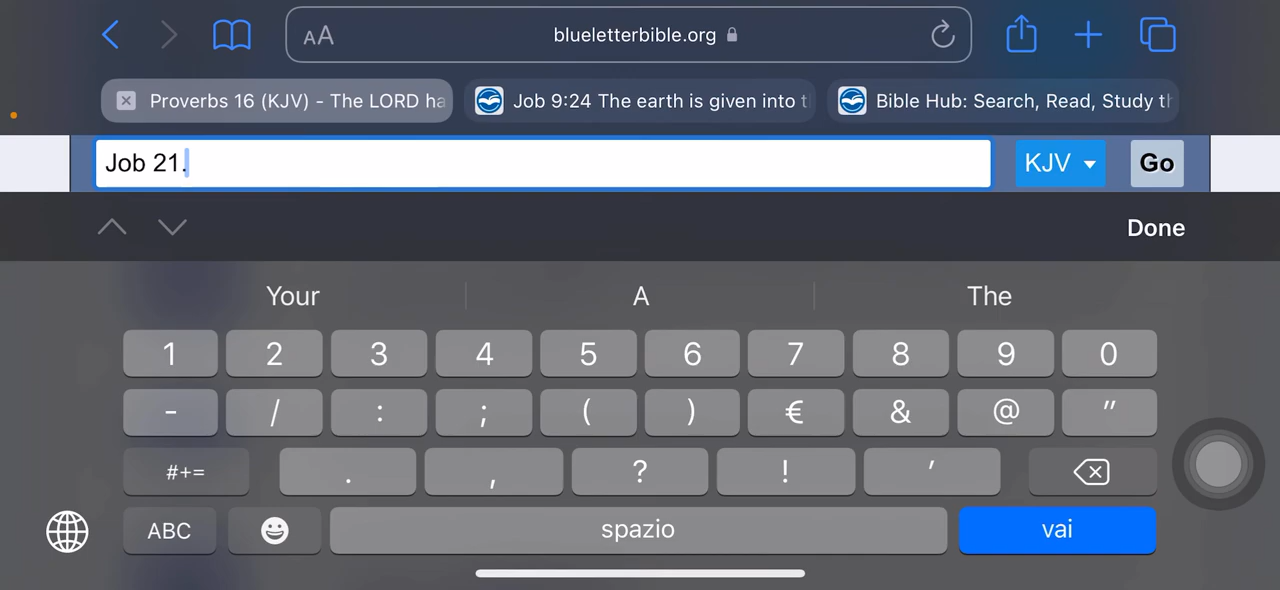 AA blueletterbible.org
Proverbs 16 (KJV) - The LORD ha Job 9:24 The earth is given into t Bible Hub: Search, Read, Study th
Job 21. KJV Go
Done
Your A The
1 2 3 4 5 6 7 8 9 0
- / : ; ( ) € & @ "
#+= . , ? ! '
ABC spazio vai